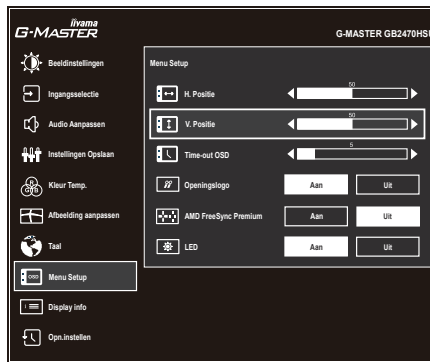 iiyama
G-MASTER
G-MASTER GB2470HSU
Beeldinstellingen
Ingangsselectie
Audio Aanpassen
Instellingen Opslaan
Kleur Temp.
Afbeelding aanpassen
Taal
OSD Menu Setup
Display info
Opn.instellen
Menu Setup
H. Positie 50
V. Positie 50
Time-out OSD 5
Openingslogo Aan Uit
AMD FreeSync Premium Aan Uit
LED Aan Uit